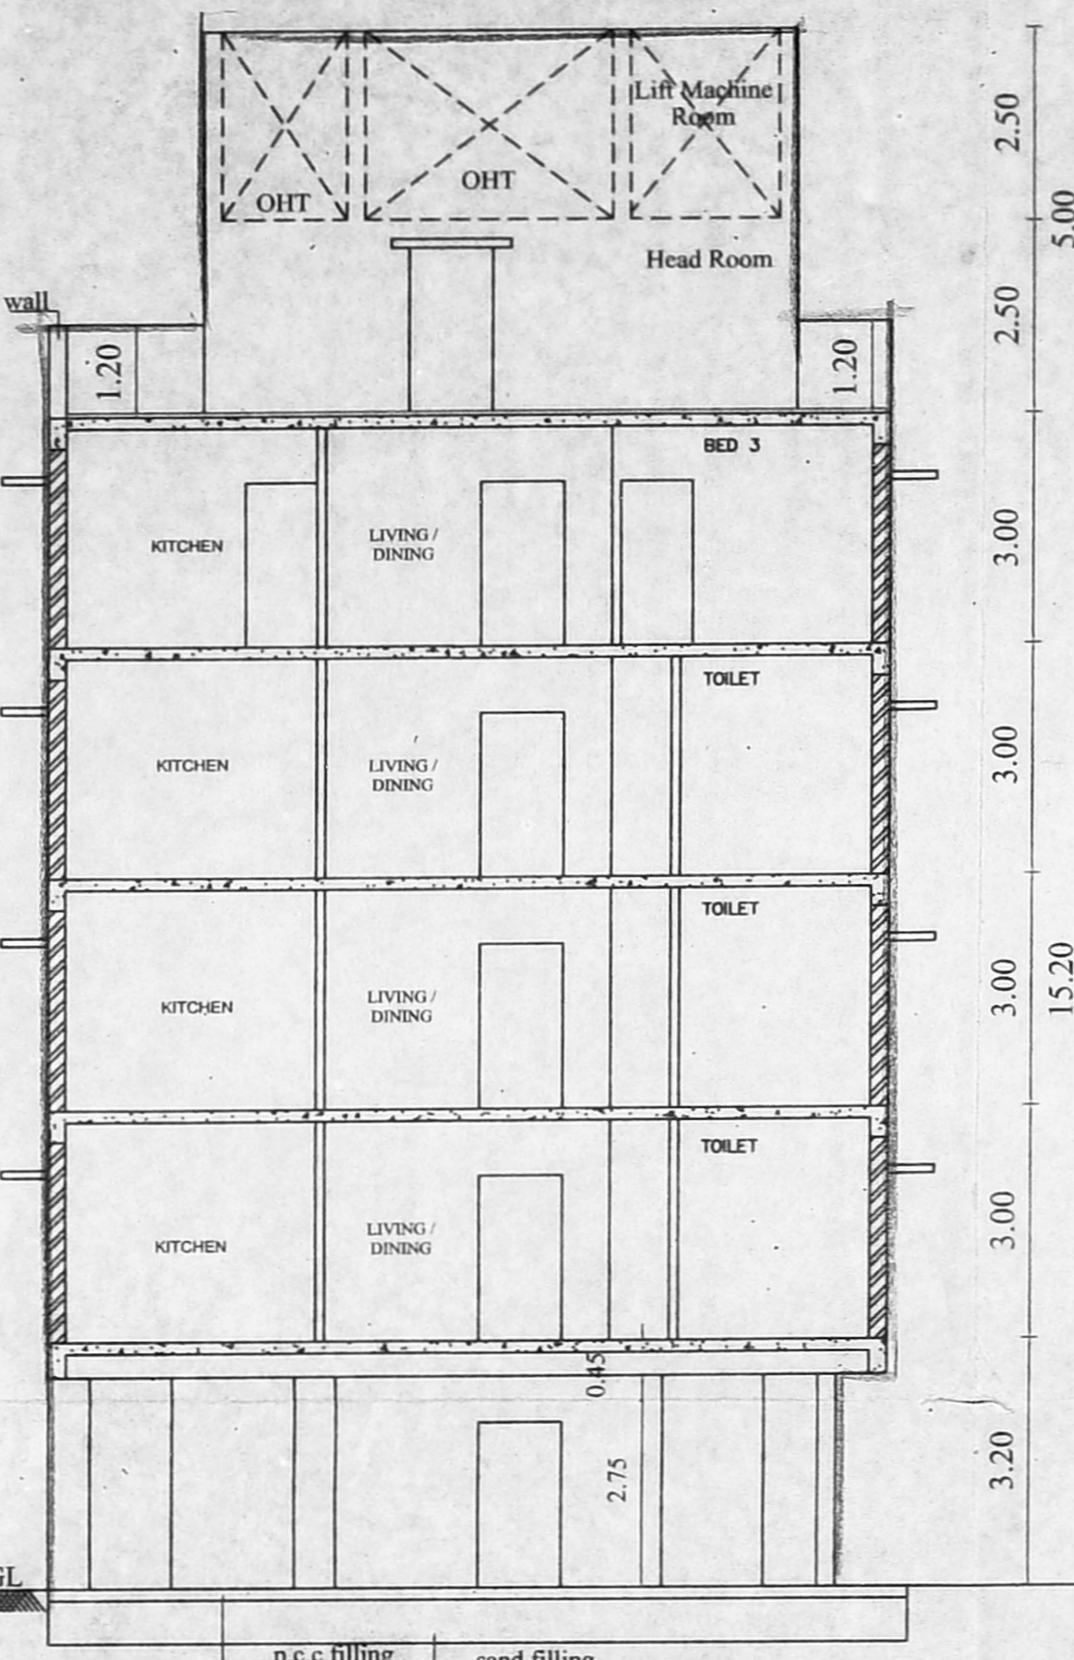 Lift Machine
Room
2.50
OHT
OHT
5.00
Head Room
wall
2.50
1.20
1.20
BED 3
KITCHEN
LIVING /
DINING
3.00
TOILET
KITCHEN
LIVING /
DINING
3.00
TOILET
KITCHEN
LIVING /
DINING
3.00
15.20
TOILET
KITCHEN
LIVING /
DINING
3.00
0.45
2.75
3.20
GL
p.c.c filling
sand filling